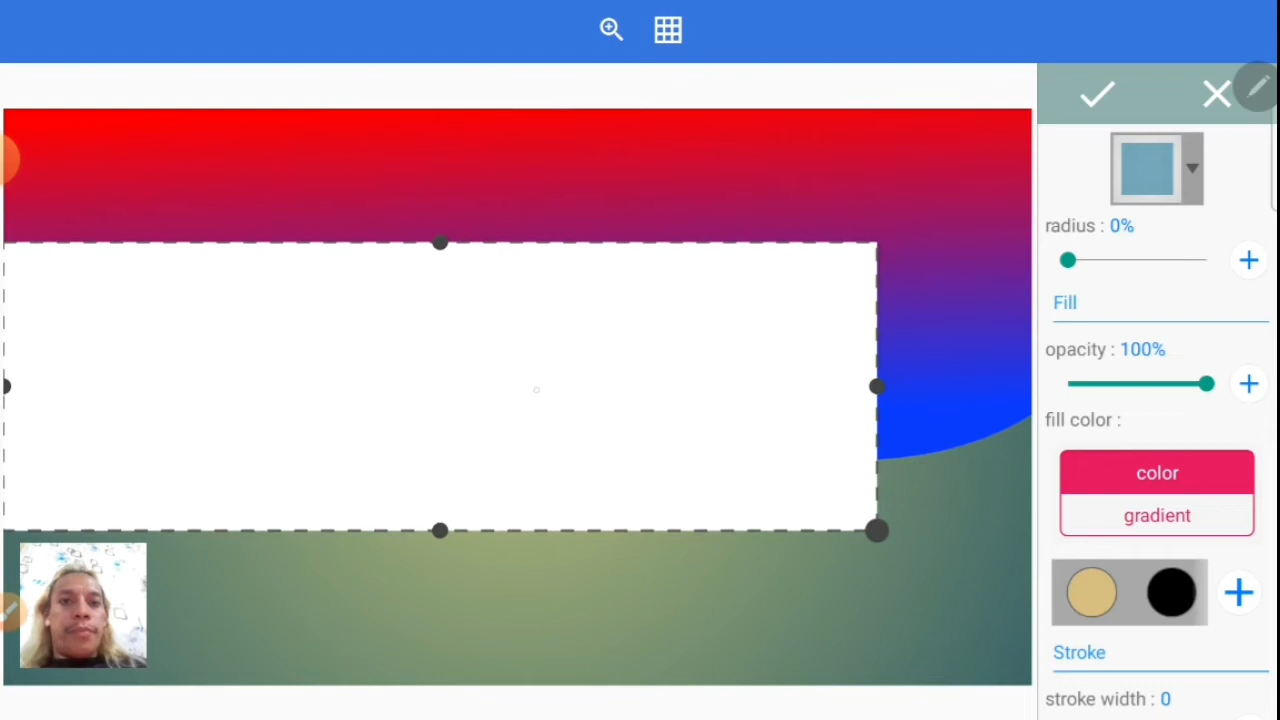 radius : 0%
Fill
opacity : 100%
fill color :
color
gradient
Stroke
stroke width : 0